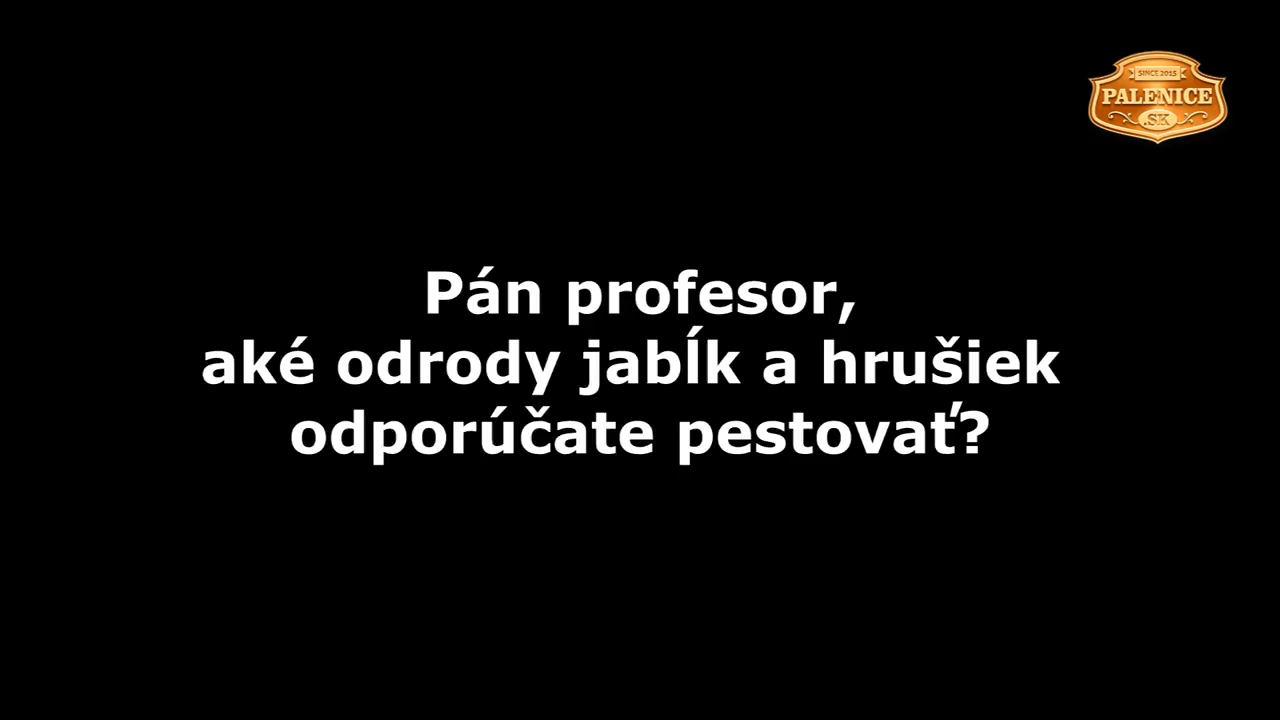 SINCE 2015
PALENICE
.SK
Pán profesor,
aké odrody jabĺk a hrušiek
odporúčate pestovať?